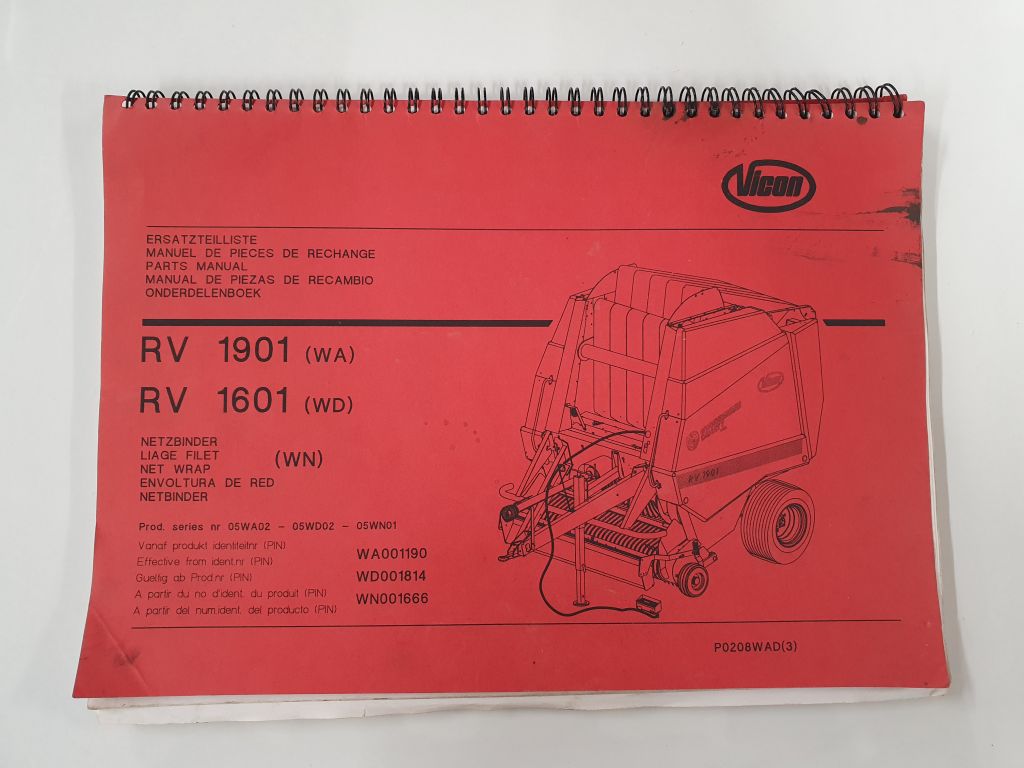 Vicon
ERSATZTEILLISTE
MANUEL DE PIECES DE RECHANGE
PARTS MANUAL
MANUAL DE PIEZAS DE RECAMBIO
ONDERDELENBOEK
RV 1901 (WA)
RV 1601 (WD)
NETZBINDER
LIAGE FILET
NET WRAP
ENVOLTURA DE RED
NETBINDER
(WN)
Vicon
RV 1901
Prod. series nr 05WA02 - 05WD02 - 05WN01
Vanaf produkt identiteitnr (PIN)
Effective from ident.nr (PIN)
Gueltig ab Prod.nr (PIN)
A partir du no d'ident. du produit (PIN)
A partir del num.ident. del producto (PIN)
WA001190
WD001814
WN001666
P0208WAD(3)